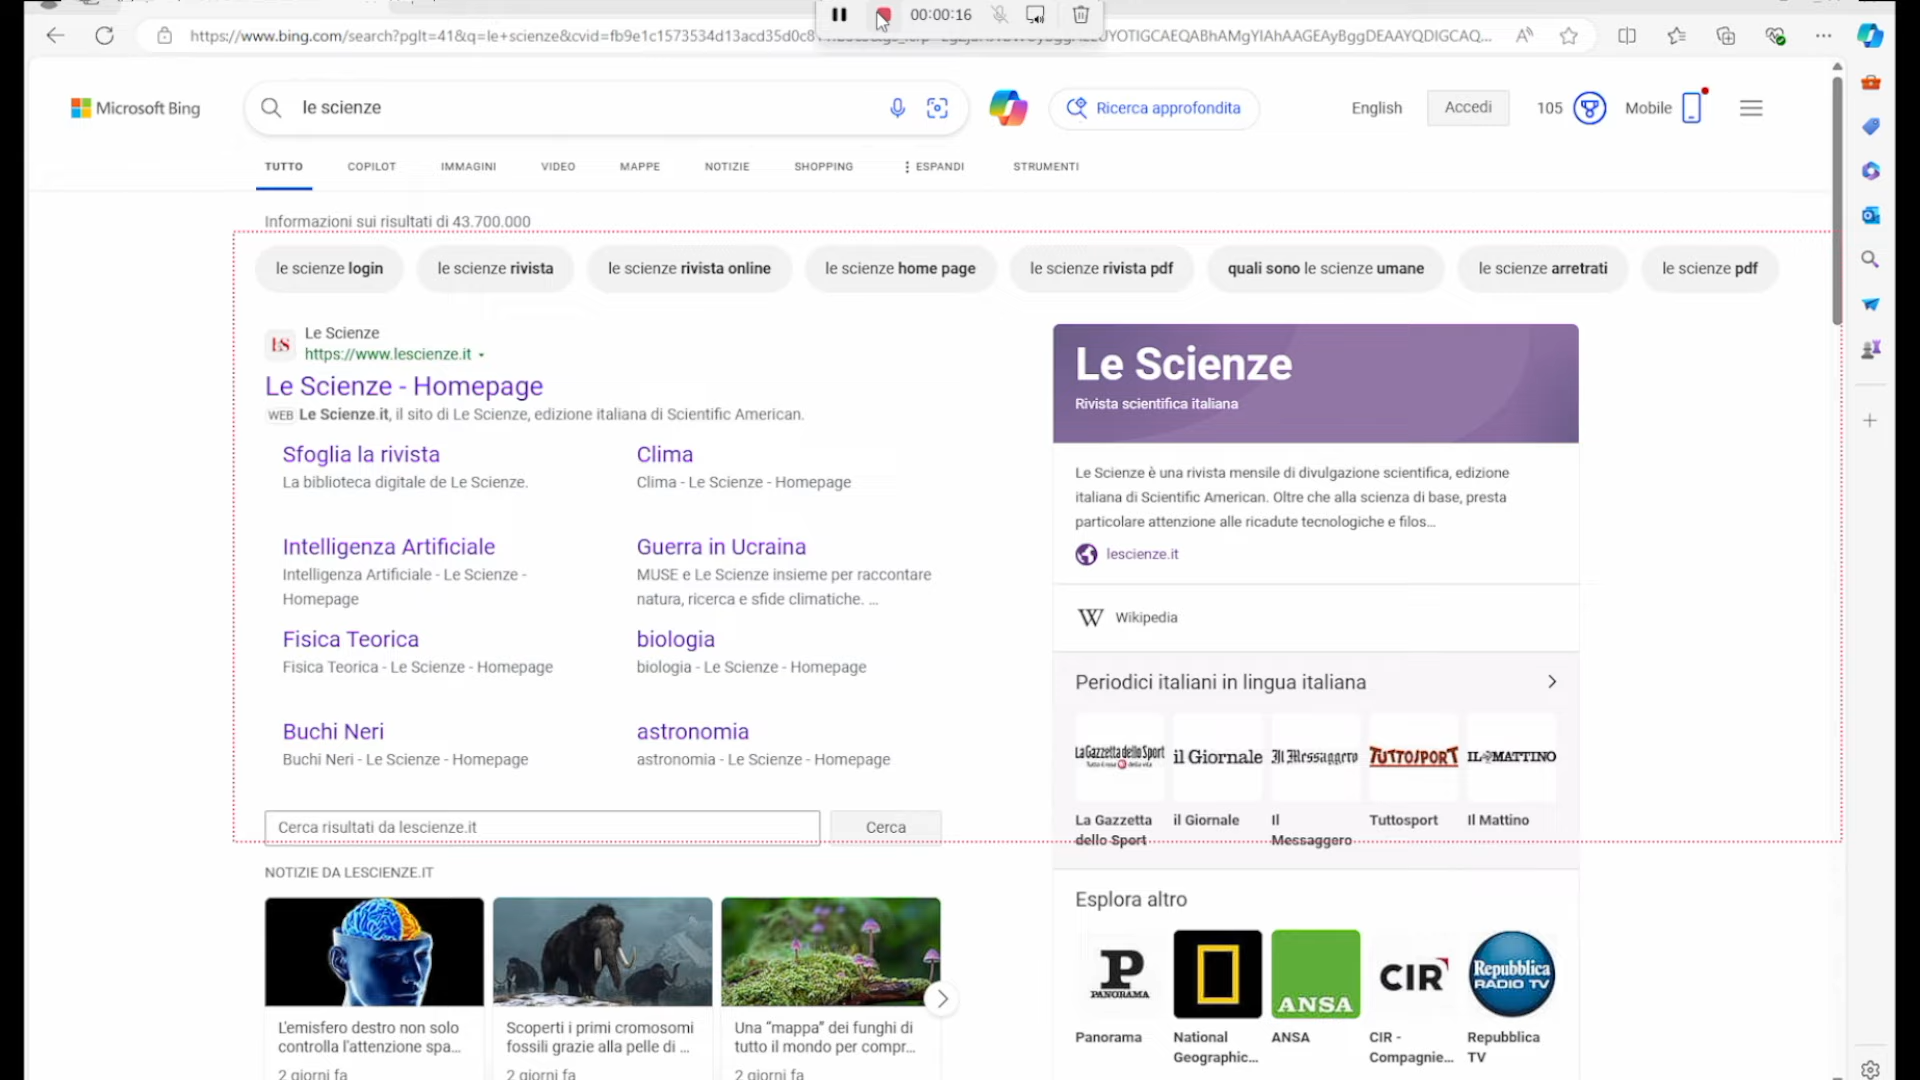 00:00:16
https://www.bing.com/search?pglt=41&q=le+scienze&cvid=fb9e1c1573534d13acd35d0c8
Microsoft Bing
le scienze
Ricerca approfondita
English
Accedi
105
Mobile
TUTTO
COPILOT
IMMAGINI
VIDEO
MAPPE
NOTIZIE
SHOPPING
ESPANDI
STRUMENTI
Informazioni sui risultati di 43.700.000
le scienze login
le scienze rivista
le scienze rivista online
le scienze home page
le scienze rivista pdf
quali sono le scienze umane
le scienze arretrati
le scienze pdf
LS
Le Scienze
https://www.lescienze.it
Le Scienze - Homepage
WEB Le Scienze.it, il sito di Le Scienze, edizione italiana di Scientific American.
Sfoglia la rivista
La biblioteca digitale de Le Scienze.
Clima
Clima - Le Scienze - Homepage
Intelligenza Artificiale
Intelligenza Artificiale - Le Scienze -
Homepage
Guerra in Ucraina
MUSE e Le Scienze insieme per raccontare
natura, ricerca e sfide climatiche. ...
Fisica Teorica
Fisica Teorica - Le Scienze - Homepage
biologia
biologia - Le Scienze - Homepage
Buchi Neri
Buchi Neri - Le Scienze - Homepage
astronomia
astronomia - Le Scienze - Homepage
Cerca risultati da lescienze.it
Cerca
NOTIZIE DA LESCIENZE.IT
L'emisfero destro non solo
controlla l'attenzione spa...
2 giorni fa
Scoperti i primi cromosomi
fossili grazie alla pelle di ...
2 giorni fa
Una "mappa" dei funghi di
tutto il mondo per compr...
2 giorni fa
Le Scienze
Rivista scientifica italiana
Le Scienze è una rivista mensile di divulgazione scientifica, edizione
italiana di Scientific American. Oltre che alla scienza di base, presta
particolare attenzione alle ricadute tecnologiche e filos...
lescienze.it
W Wikipedia
Periodici italiani in lingua italiana
La Gazzetta dello Sport
il Giornale
Il Messaggero
TUTTOSPORT
IL MATTINO
La Gazzetta
dello Sport
il Giornale
Il
Messaggero
Tuttosport
Il Mattino
Esplora altro
P
PANORAMA
ANSA
CIR
Repubblica
RADIO TV
Panorama
National
Geographic...
ANSA
CIR -
Compagnie...
Repubblica
TV